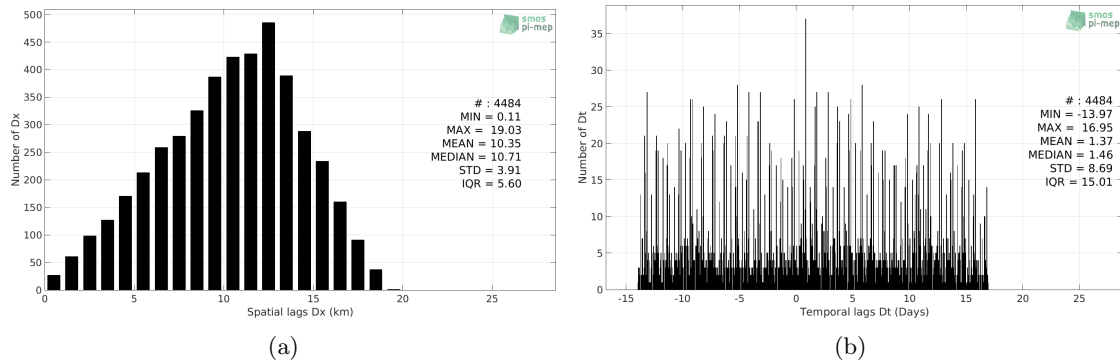 smos
pi-mep
500
450
400
350
300
250
200
150
100
50
0
Number of Dx
# : 4484
MIN = 0.11
MAX = 19.03
MEAN = 10.35
MEDIAN = 10.71
STD = 3.91
IQR = 5.60
0 5 10 15 20 25
Spatial lags Dx (km)
(a)
smos
pi-mep
35
30
25
20
15
10
5
0
Number of Dt
# : 4484
MIN = -13.97
MAX = 16.95
MEAN = 1.37
MEDIAN = 1.46
STD = 8.69
IQR = 15.01
-15 -10 -5 0 5 10 15 20 25
Temporal lags Dt (Days)
(b)